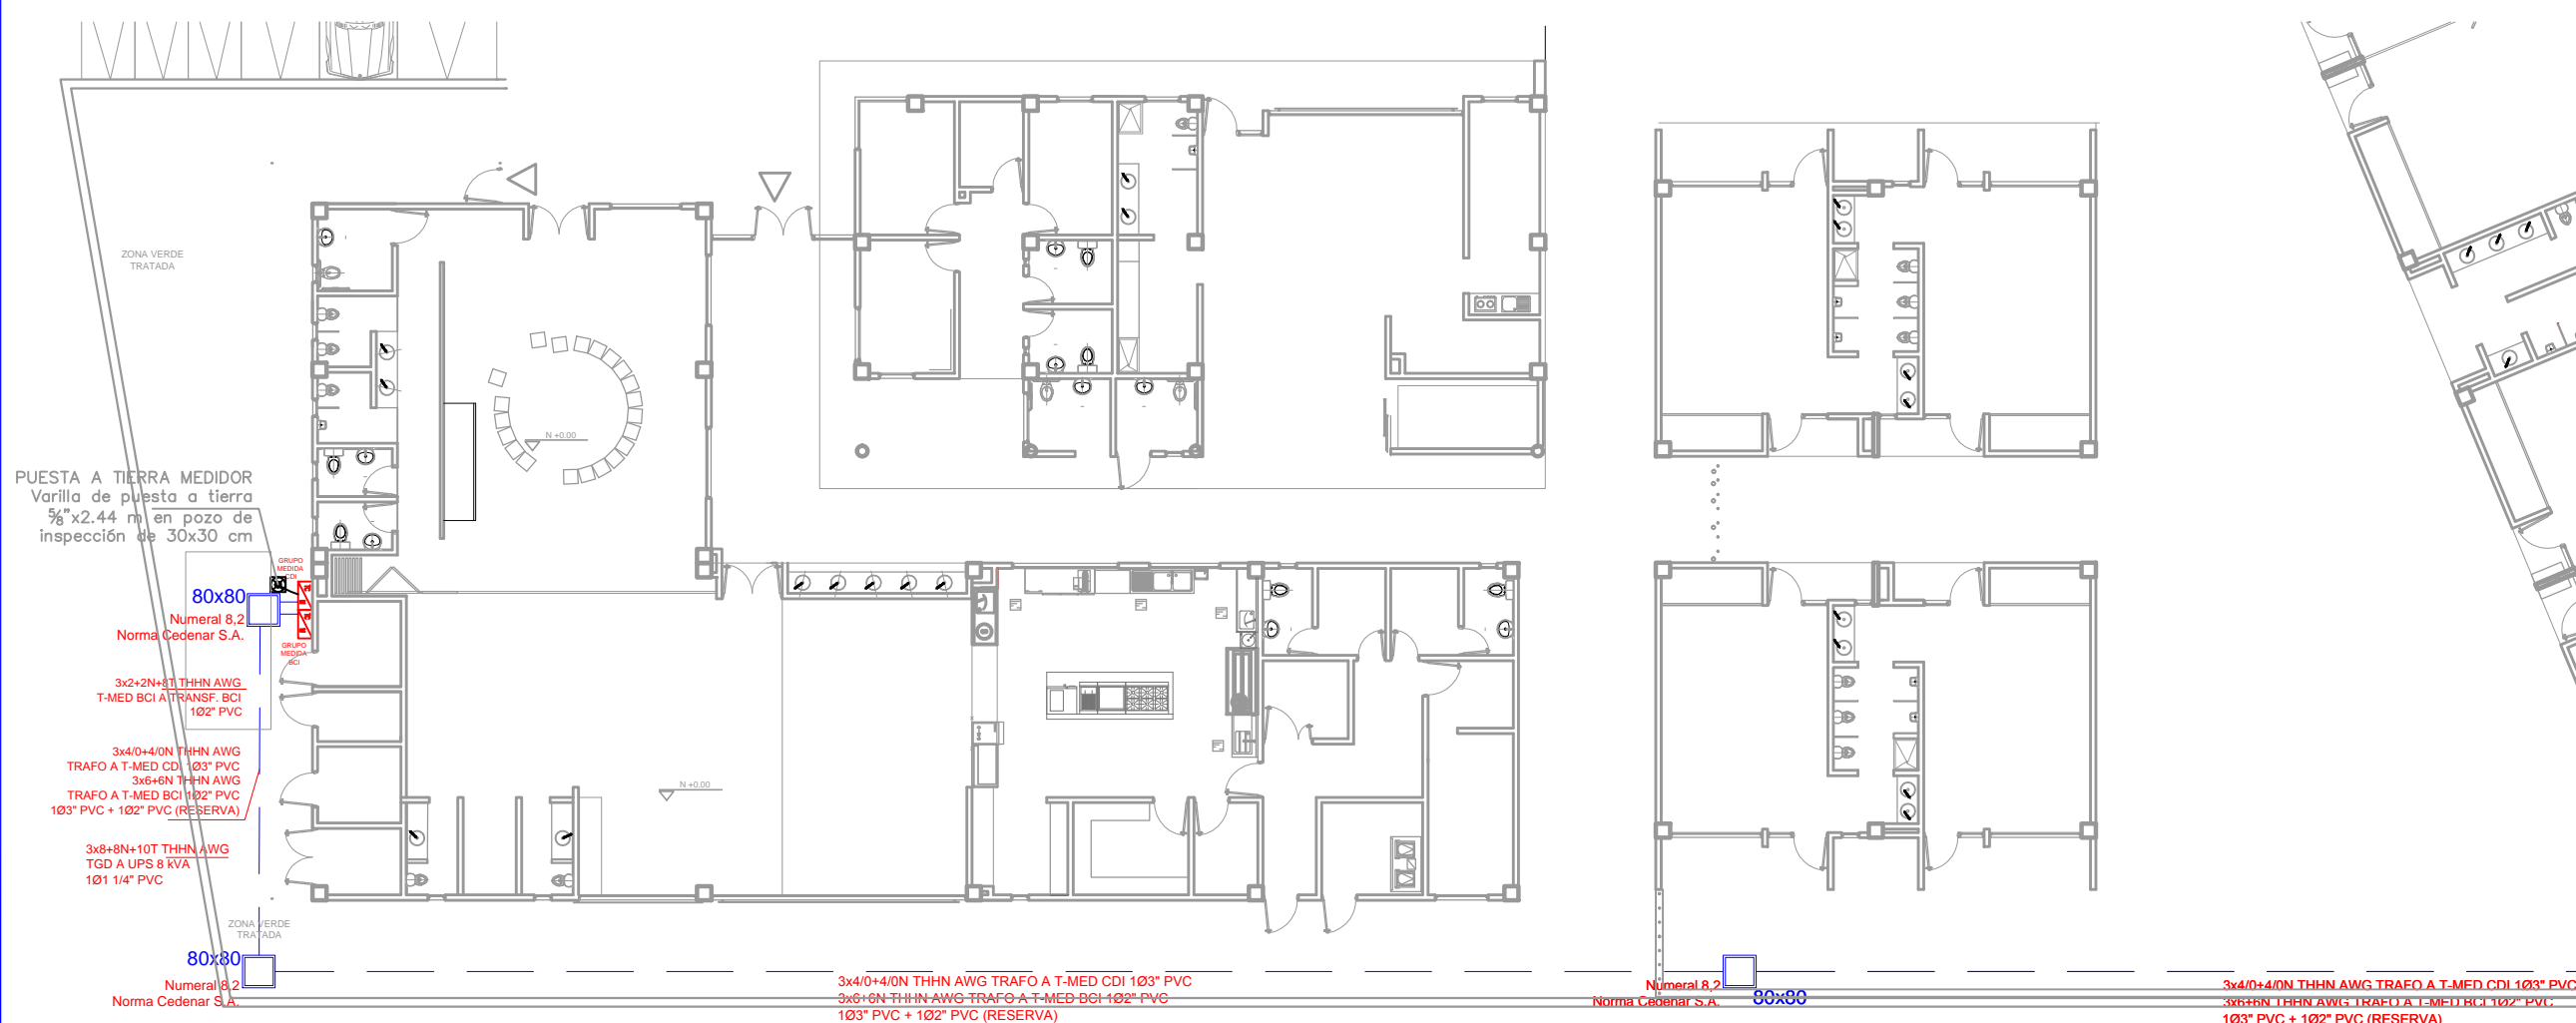 ZONA VERDE
TRATADA
N +0.00
PUESTA A TIERRA MEDIDOR
Varilla de puesta a tierra
⅝"x2.44 m en pozo de
inspección de 30x30 cm
GRUPO
MEDIDA
CDI
80x80
Numeral 8,2
Norma Cedenar S.A.
GRUPO
MEDIDA
BCI
3x2+2N+8T THHN AWG
T-MED BCI A TRANSF. BCI
1Ø2" PVC
3x4/0+4/0N THHN AWG
TRAFO A T-MED CDI 1Ø3" PVC
3x6+6N THHN AWG
TRAFO A T-MED BCI 1Ø2" PVC
1Ø3" PVC + 1Ø2" PVC (RESERVA)
N +0.00
3x8+8N+10T THHN AWG
TGD A UPS 8 kVA
1Ø1 1/4" PVC
ZONA VERDE
TRATADA
80x80
Numeral 8,2
Norma Cedenar S.A.
3x4/0+4/0N THHN AWG TRAFO A T-MED CDI 1Ø3" PVC
3x6+6N THHN AWG TRAFO A T-MED BCI 1Ø2" PVC
1Ø3" PVC + 1Ø2" PVC (RESERVA)
Numeral 8,2
Norma Cedenar S.A.
80x80
3x4/0+4/0N THHN AWG TRAFO A T-MED CDI 1Ø3" PVC
3x6+6N THHN AWG TRAFO A T-MED BCI 1Ø2" PVC
1Ø3" PVC + 1Ø2" PVC (RESERVA)